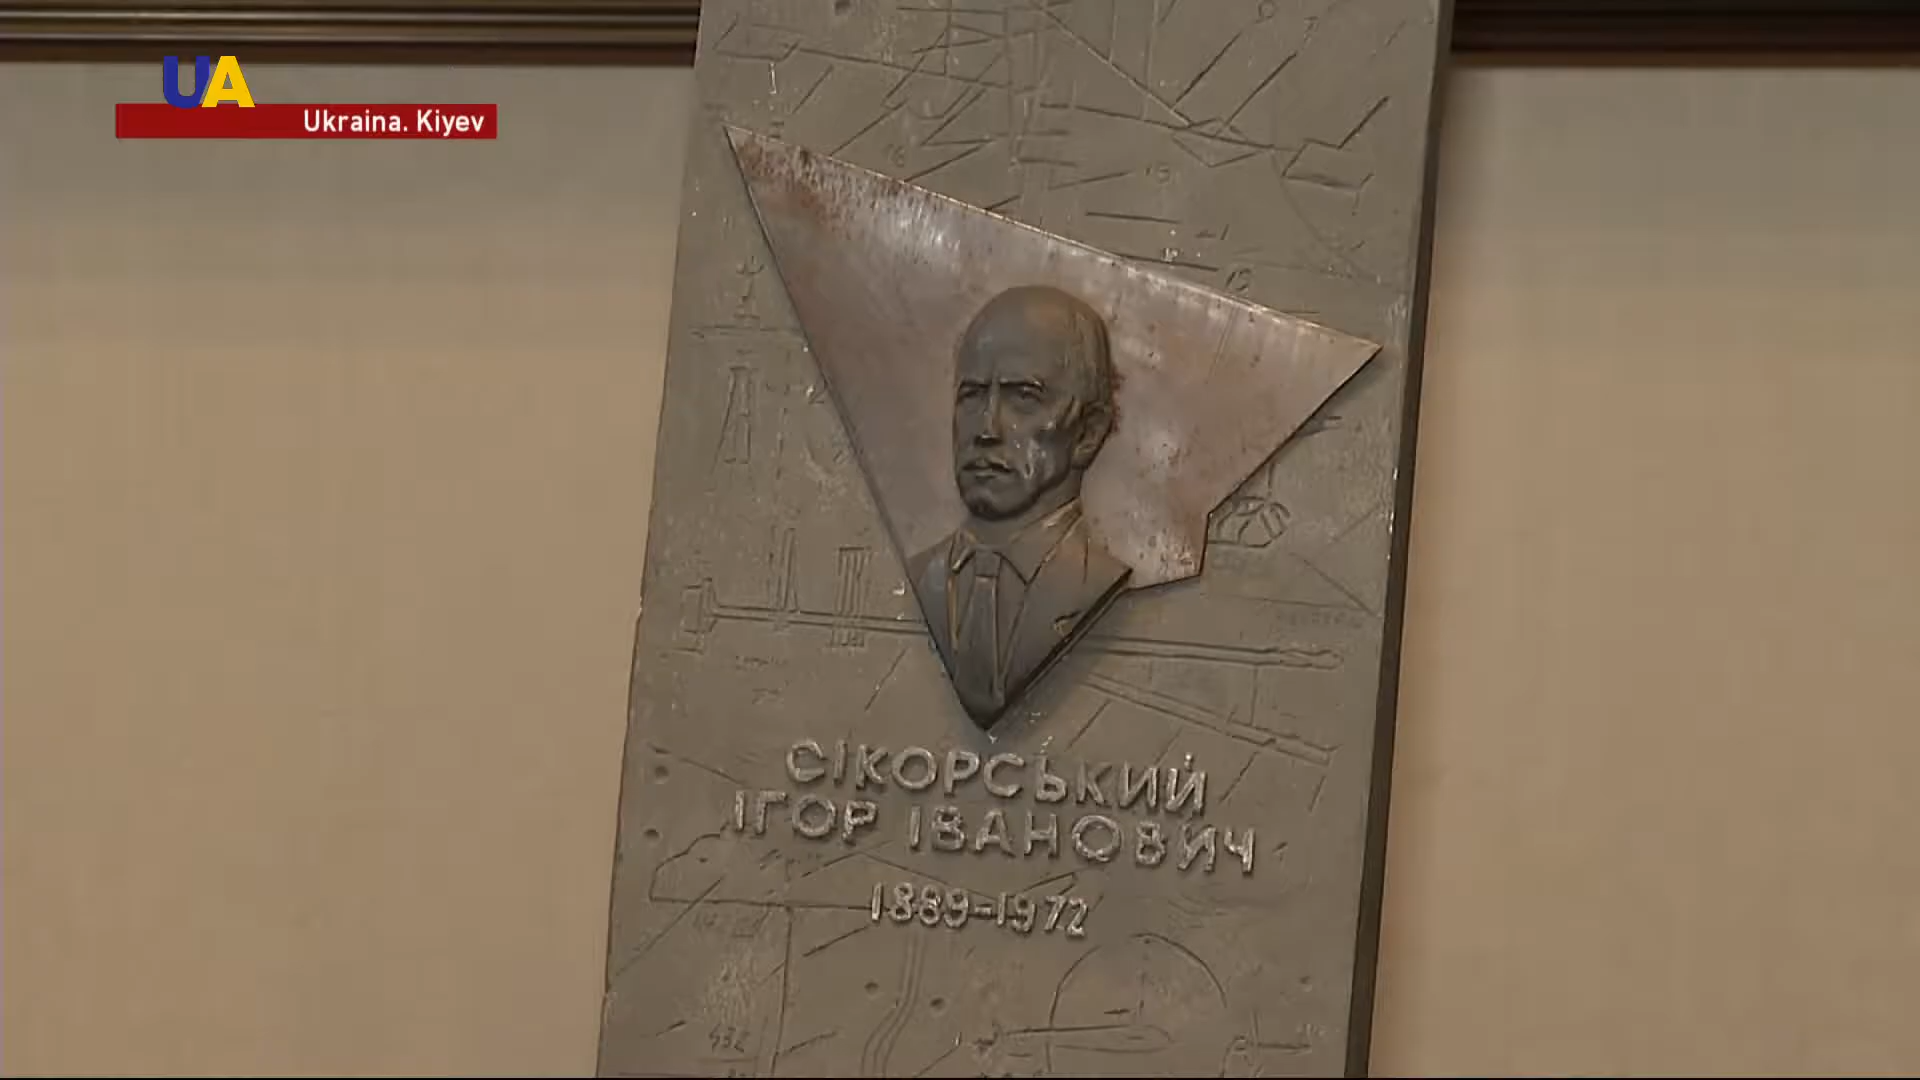 UA
Ukraina. Kiyev
СІКОРСЬКИЙ
ІГОР ІВАНОВИЧ
1889-1972